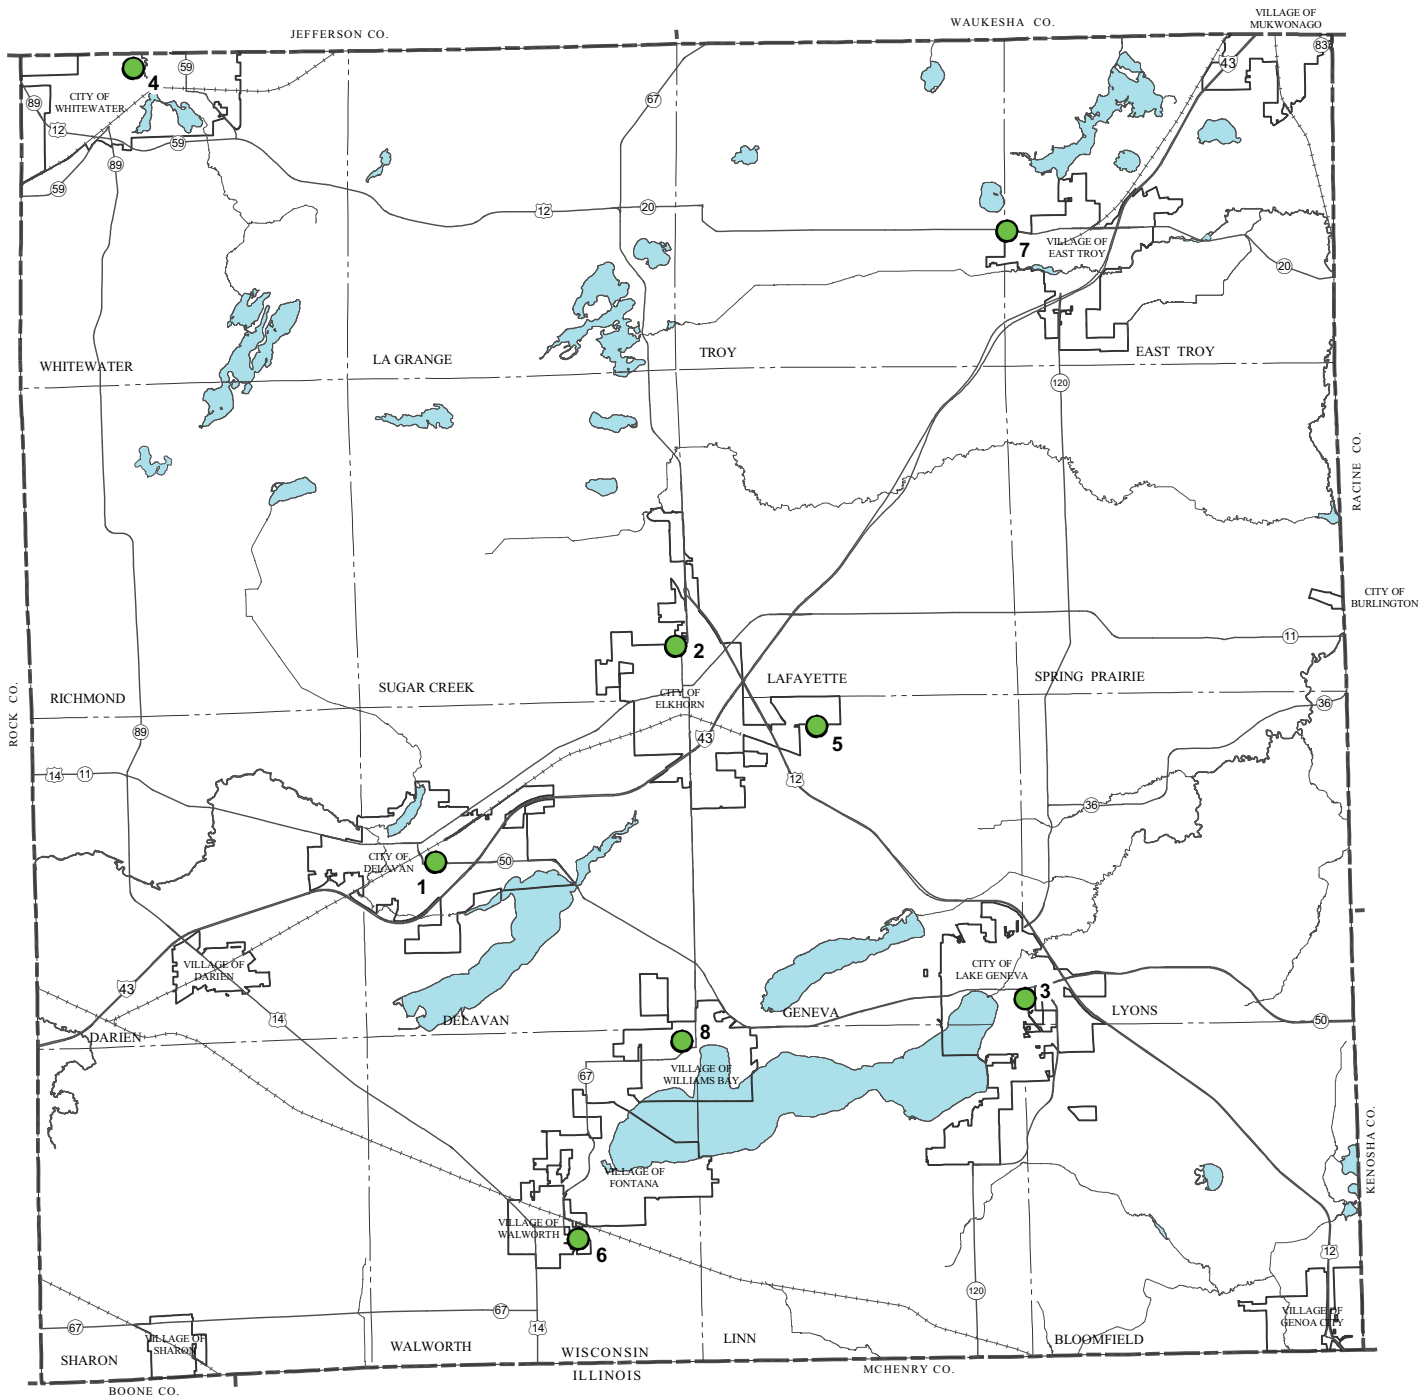 VILLAGE OF
MUKWONAGO
WAUKESHA CO.
JEFFERSON CO.
83
43
59
67
4
89
CITY OF
WHITEWATER
12
59
89
59
12
20
7
VILLAGE OF
EAST TROY
20
WHITEWATER
LA GRANGE
TROY
EAST TROY
120
RACINE CO.
CITY OF
BURLINGTON
11
2
RICHMOND
SUGAR CREEK
CITY OF
ELKHORN
LAFAYETTE
SPRING PRAIRIE
ROCK CO.
36
89
43
5
14
11
12
36
CITY OF
DELAVAN
50
1
VILLAGE OF
DARIEN
CITY OF
LAKE GENEVA
43
3
14
DELAVAN
GENEVA
LYONS
50
DARIEN
8
67
VILLAGE OF
WILLIAMS BAY
KENOSHA CO.
VILLAGE OF
FONTANA
VILLAGE OF
WALWORTH
6
12
120
67
67
14
VILLAGE OF
GENOA CITY
VILLAGE OF
SHARON
SHARON
WALWORTH
WISCONSIN
LINN
BLOOMFIELD
ILLINOIS
MCHENRY CO.
BOONE CO.